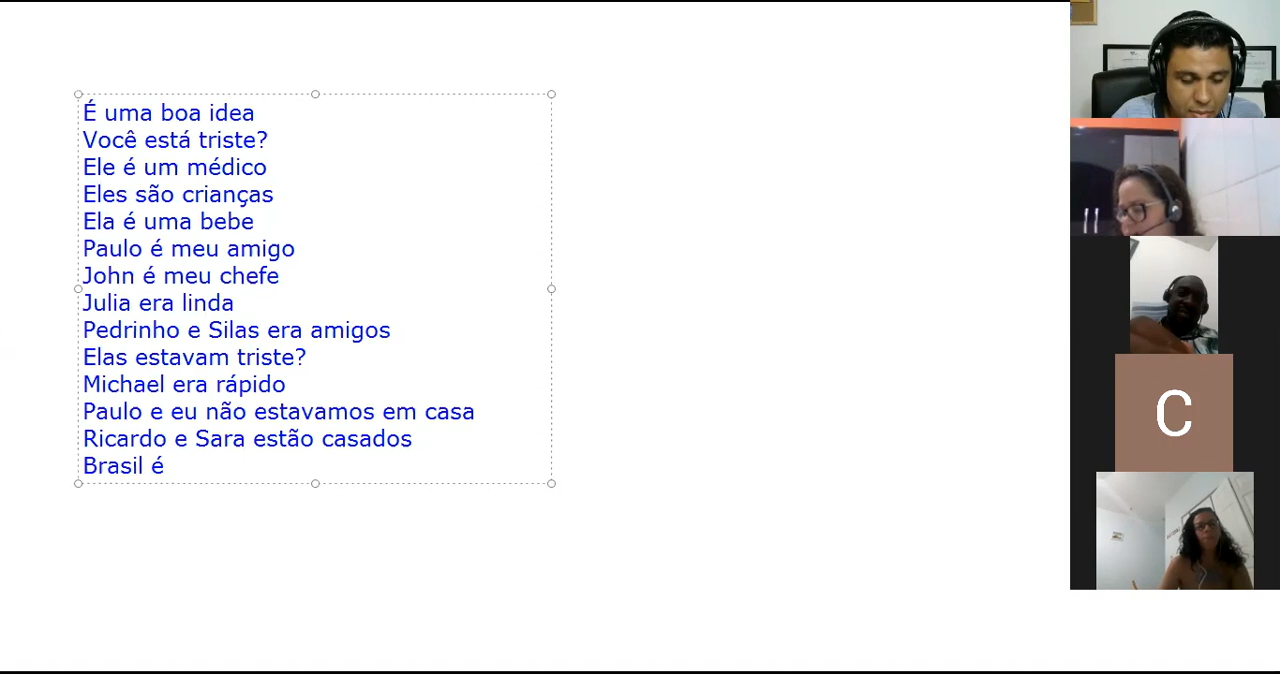 É uma boa idea
Você está triste?
Ele é um médico
Eles são crianças
Ela é uma bebe
Paulo é meu amigo
John é meu chefe
Julia era linda
Pedrinho e Silas era amigos
Elas estavam triste?
Michael era rápido
Paulo e eu não estavamos em casa
Ricardo e Sara estão casados
Brasil é
C